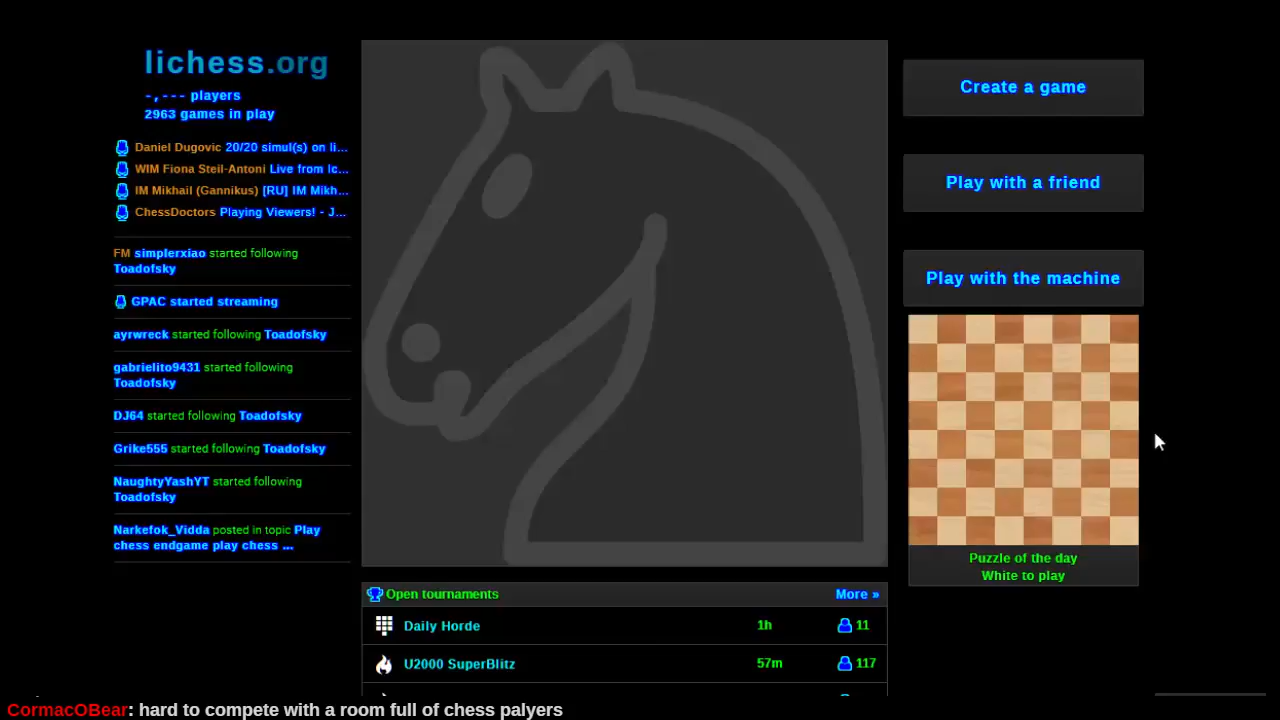 lichess.org
-,--- players
2963 games in play
Daniel Dugovic 20/20 simul(s) on li...
WIM Fiona Steil-Antoni Live from Ic...
IM Mikhail (Gannikus) [RU] IM Mikh...
ChessDoctors Playing Viewers! - J...
FM simplerxiao started following
Toadofsky
GPAC started streaming
ayrwreck started following Toadofsky
gabrielito9431 started following
Toadofsky
DJ64 started following Toadofsky
Grike555 started following Toadofsky
NaughtyYashYT started following
Toadofsky
Narkefok_Vidda posted in topic Play
chess endgame play chess ...
Open tournaments More »
Daily Horde 1h 11
U2000 SuperBlitz 57m 117
Create a game
Play with a friend
Play with the machine
Puzzle of the day
White to play
CormacOBear: hard to compete with a room full of chess palyers